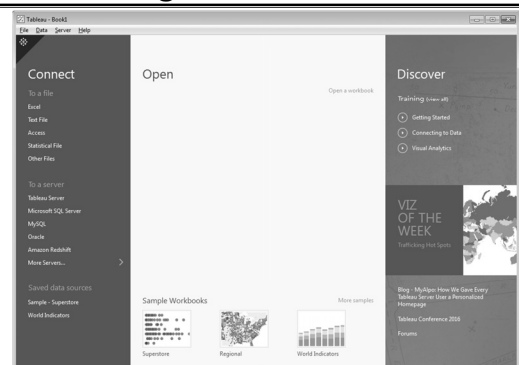 Tableau - Book1
File Data Server Help
Connect
To a file
Excel
Text File
Access
Statistical File
Other Files
To a server
Tableau Server
Microsoft SQL Server
MySQL
Oracle
Amazon Redshift
More Servers...
Saved data sources
Sample - Superstore
World Indicators
Open
Open a workbook
Sample Workbooks
More samples
Superstore
Regional
World Indicators
Discover
Training (view all)
Getting Started
Connecting to Data
Visual Analytics
VIZ
OF THE
WEEK
Trafficking Hot Spots
Blog - MyAlpo: How We Gave Every
Tableau Server User a Personalized
Homepage
Tableau Conference 2016
Forums